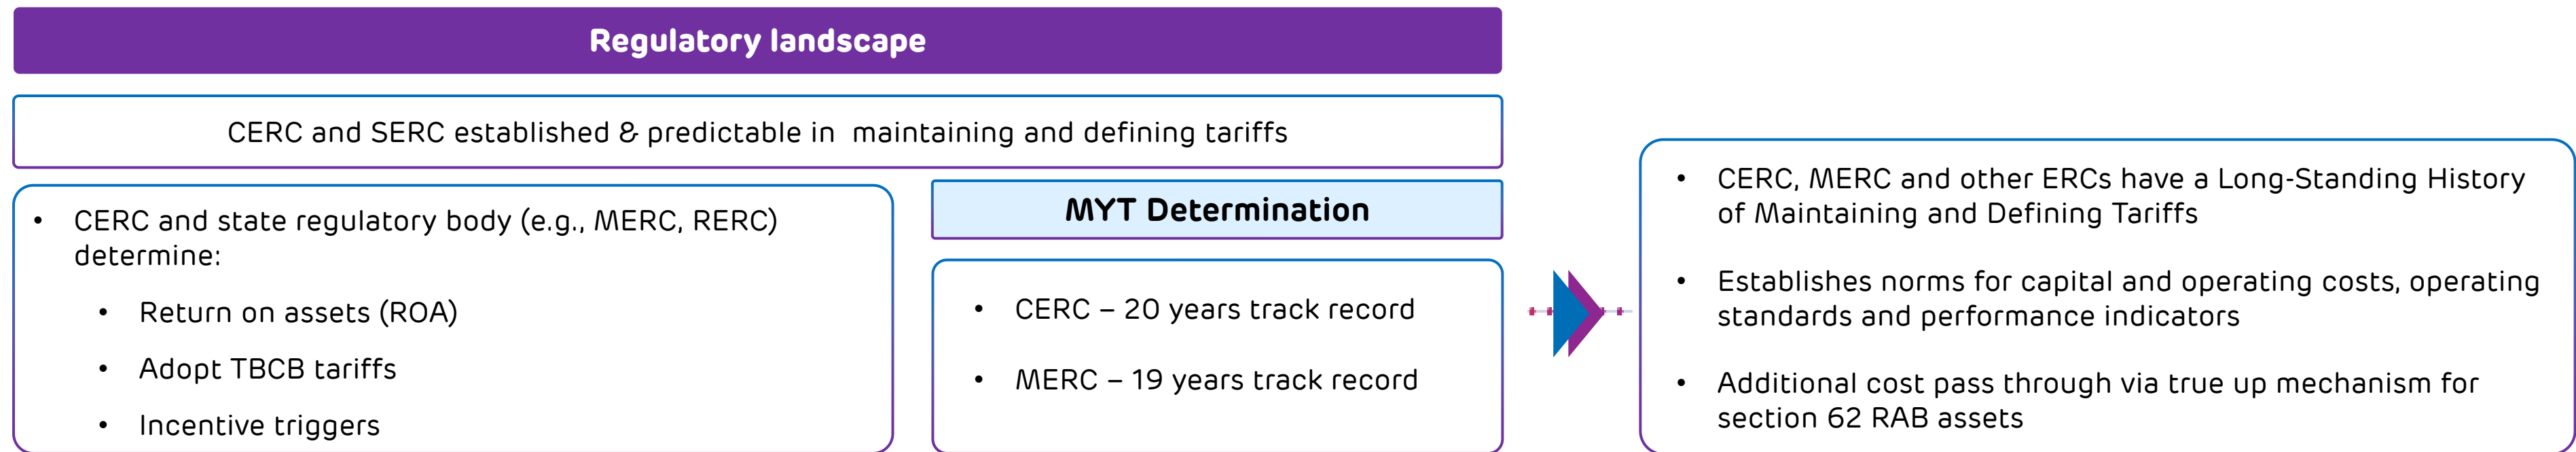 Regulatory landscape
CERC and SERC established & predictable in maintaining and defining tariffs
• CERC and state regulatory body (e.g., MERC, RERC)
determine:
• Return on assets (ROA)
• Adopt TBCB tariffs
• Incentive triggers
MYT Determination
• CERC – 20 years track record
• MERC – 19 years track record
• CERC, MERC and other ERCs have a Long-Standing History
of Maintaining and Defining Tariffs
• Establishes norms for capital and operating costs, operating
standards and performance indicators
• Additional cost pass through via true up mechanism for
section 62 RAB assets